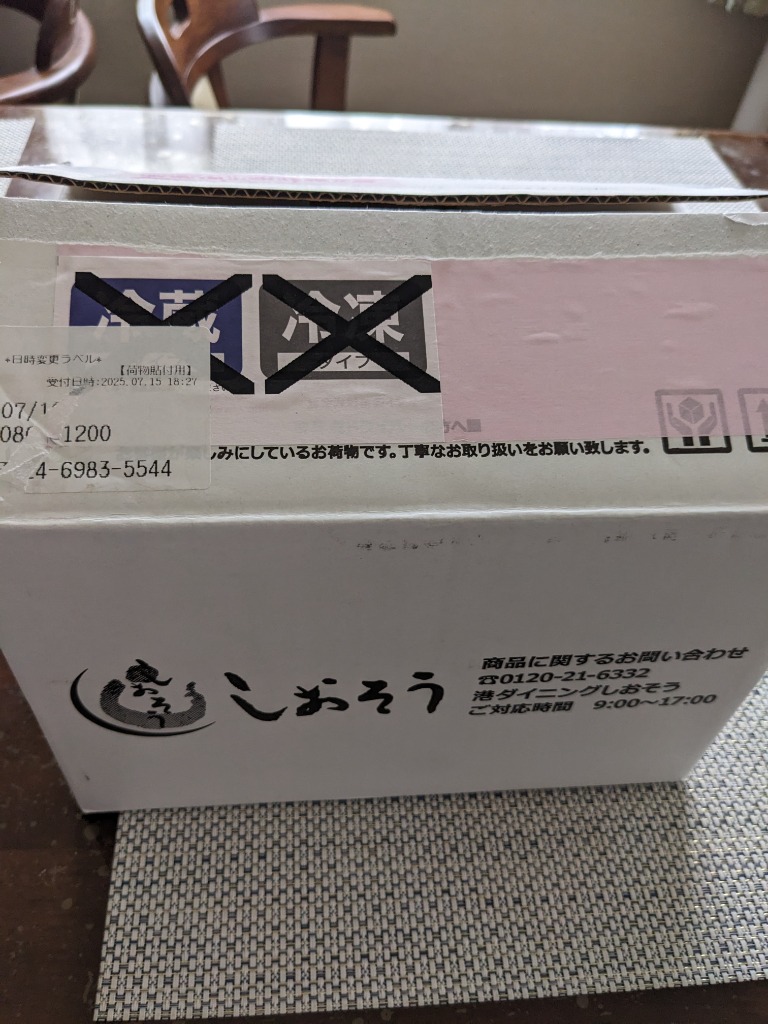 冷蔵
冷凍
タイプ
*日時変更ラベル*
【荷物貼付用】
受付日時:2025.07.15 18:27
07/1
1200
4-6983-5544
しみにしているお荷物です。丁寧なお取り扱いをお願い致します。
おそう
しおそう
商品に関するお問い合わせ
☎0120-21-6332
港ダイニングしおそう
ご対応時間 9:00～17:00